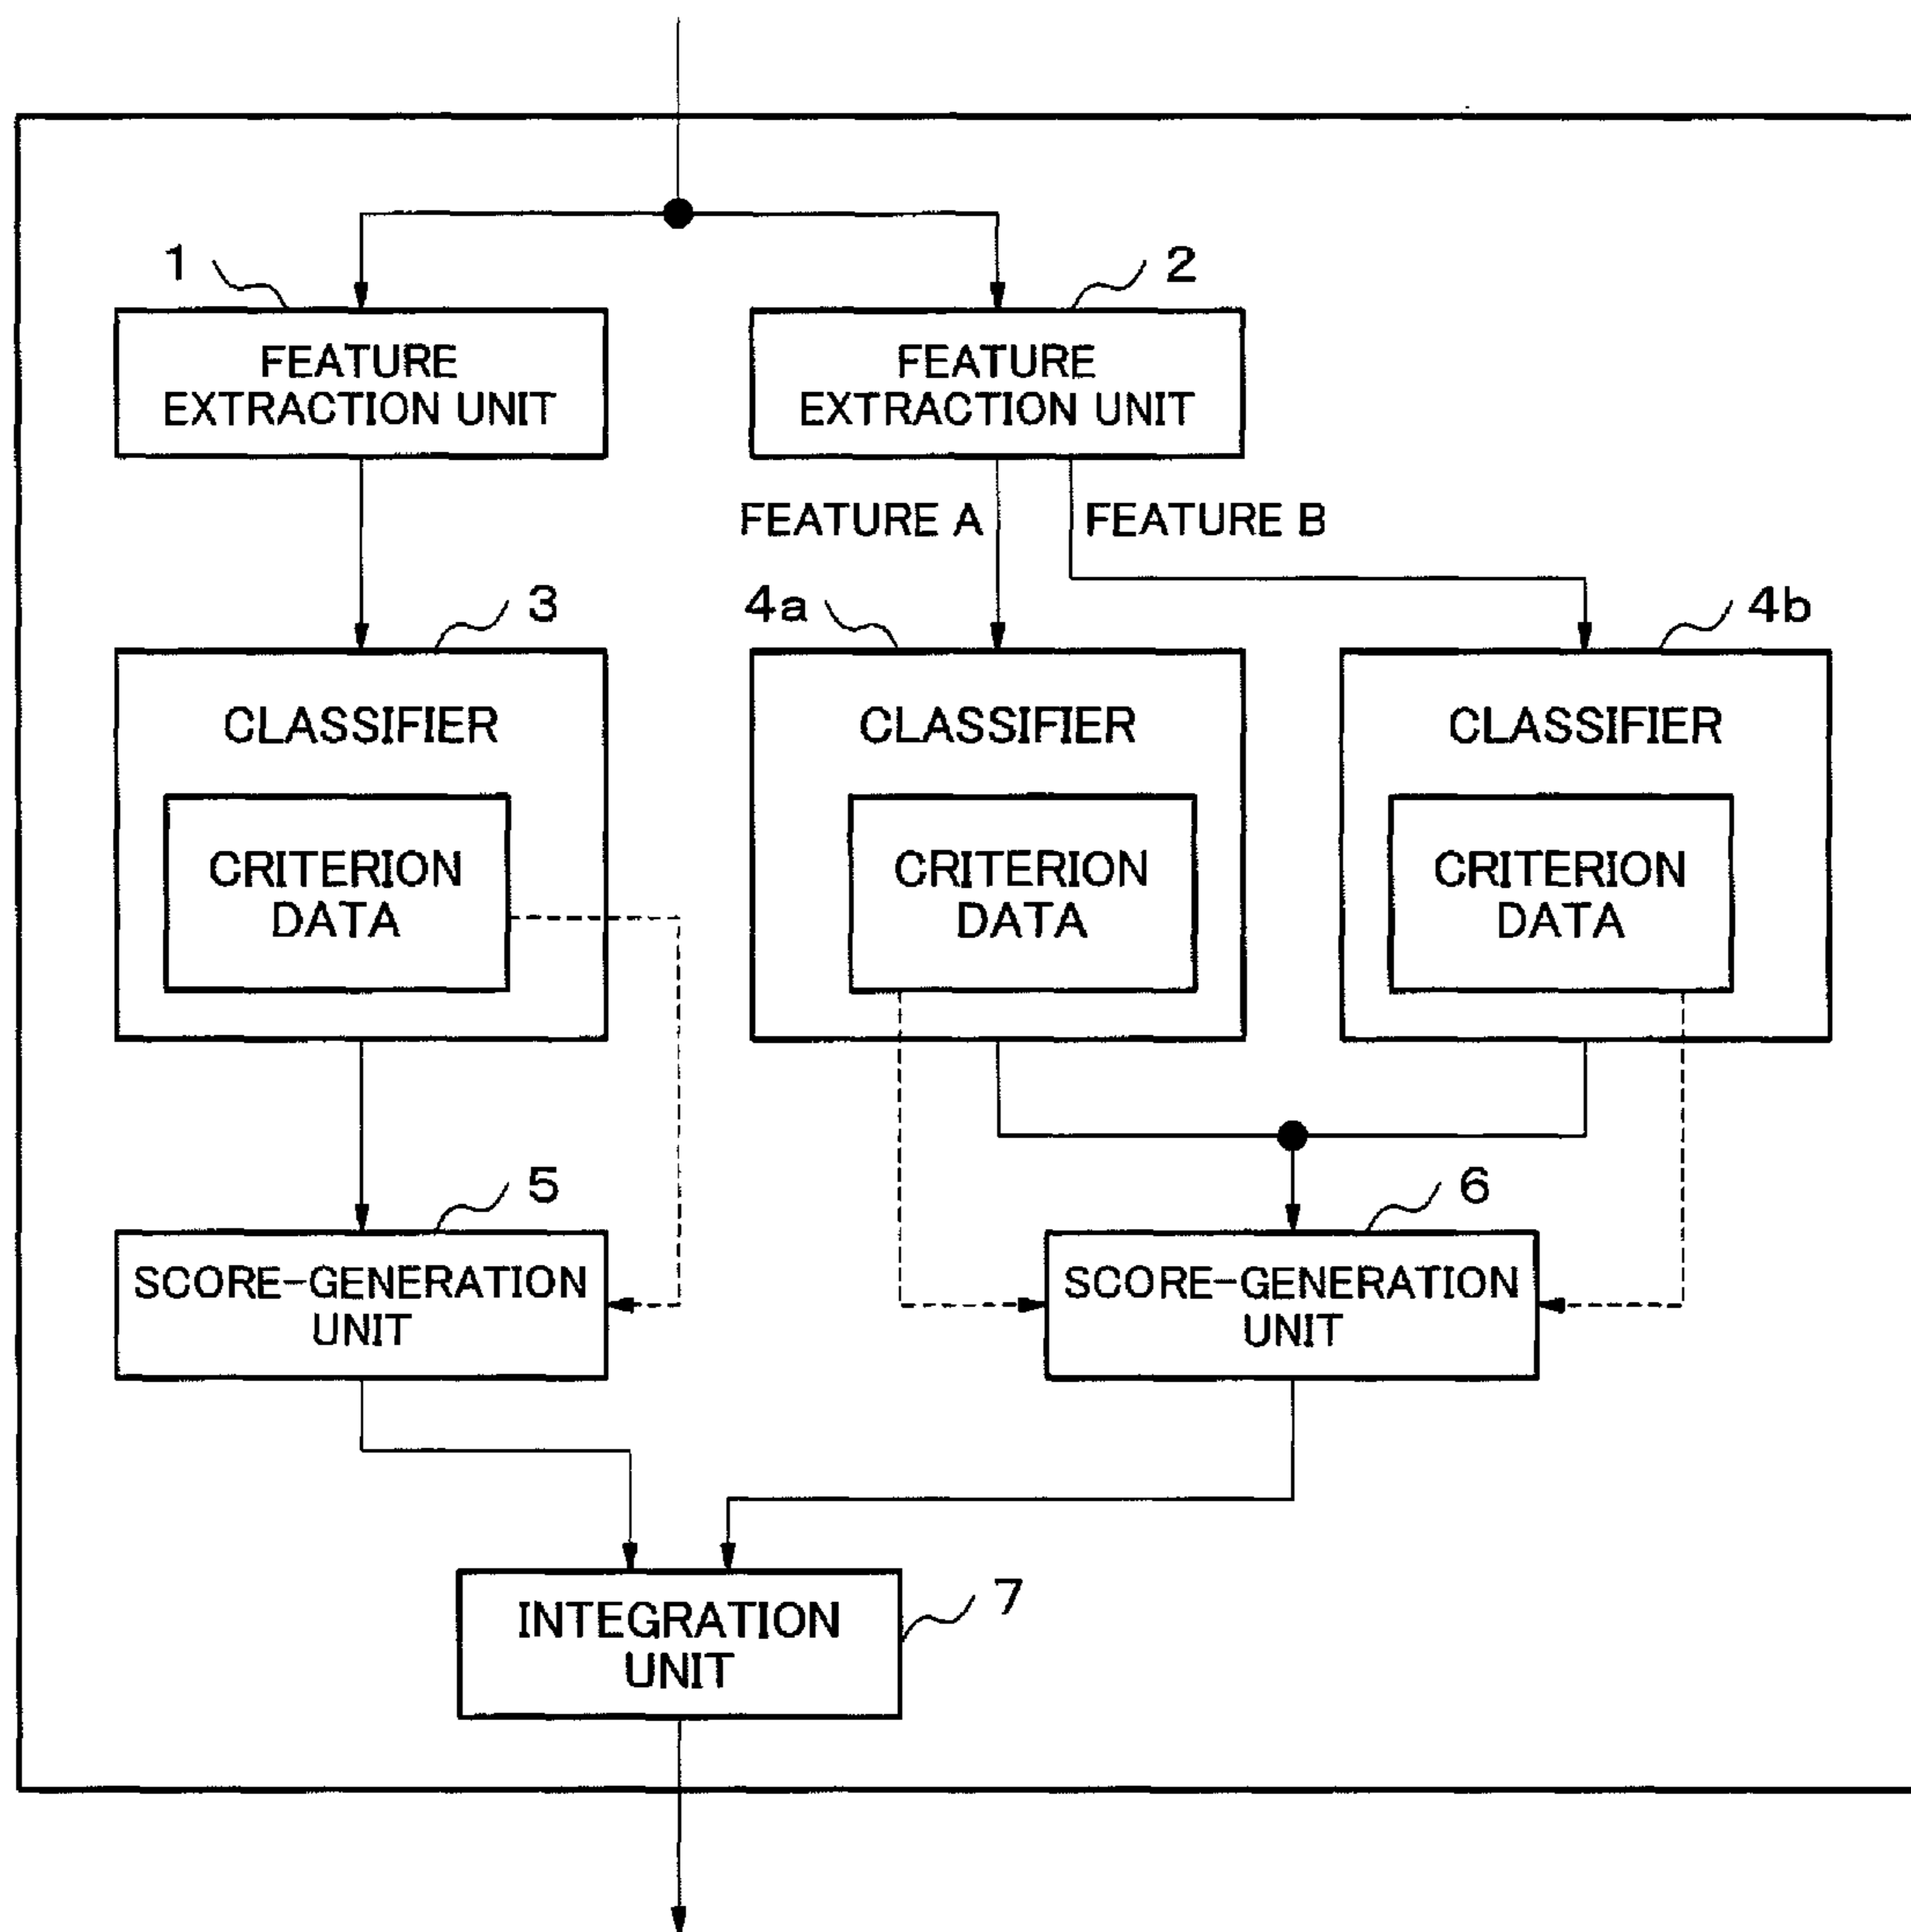 1
2
FEATURE
EXTRACTION UNIT
FEATURE
EXTRACTION UNIT
FEATURE A
FEATURE B
3
4a
4b
CLASSIFIER
CLASSIFIER
CLASSIFIER
CRITERION
DATA
CRITERION
DATA
CRITERION
DATA
5
6
SCORE-GENERATION
UNIT
SCORE-GENERATION
UNIT
7
INTEGRATION
UNIT